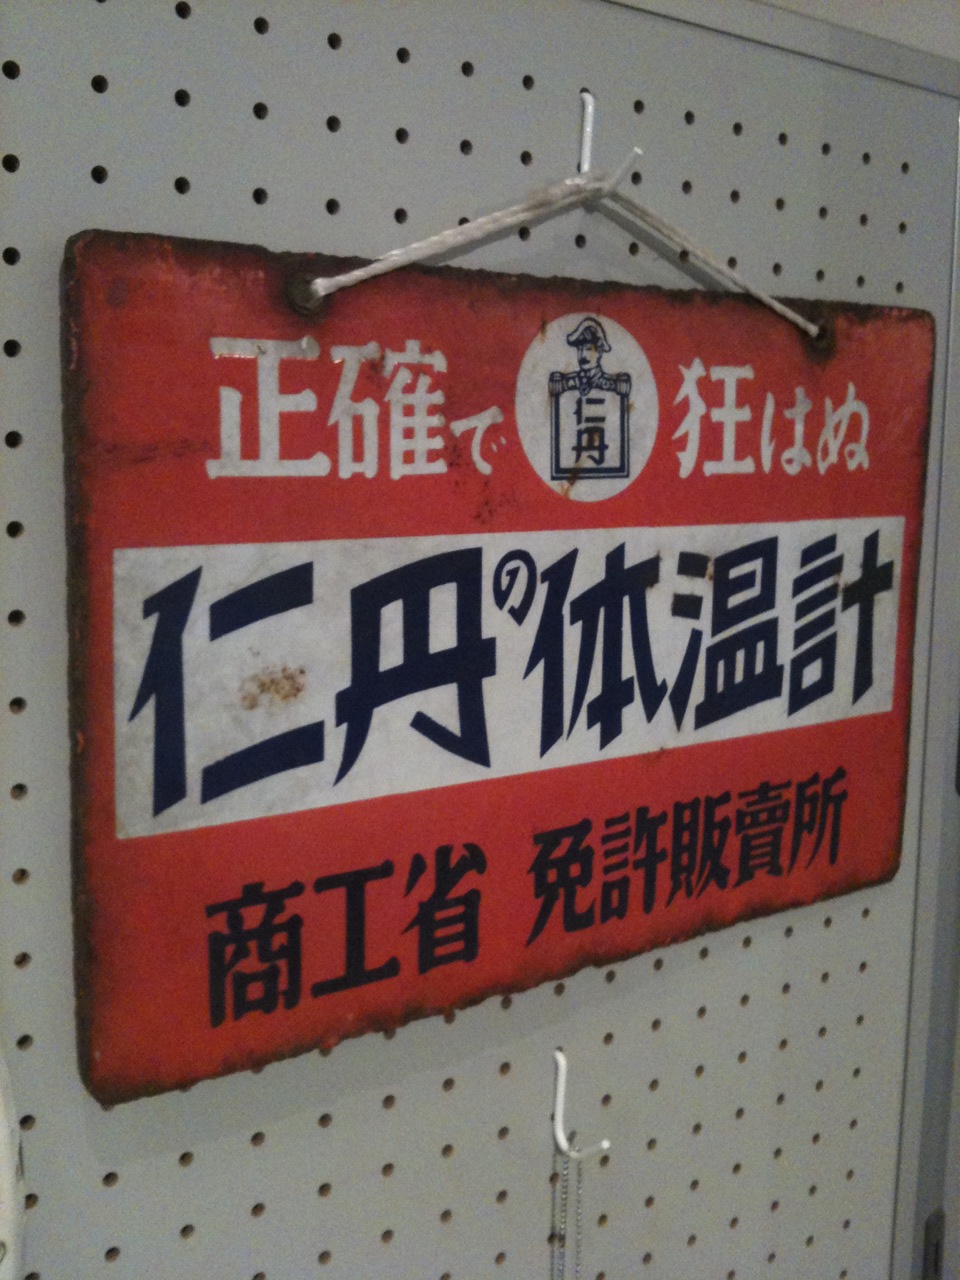 正確で 狂はぬ
仁丹
仁丹の体温計
商工省 免許販賣所